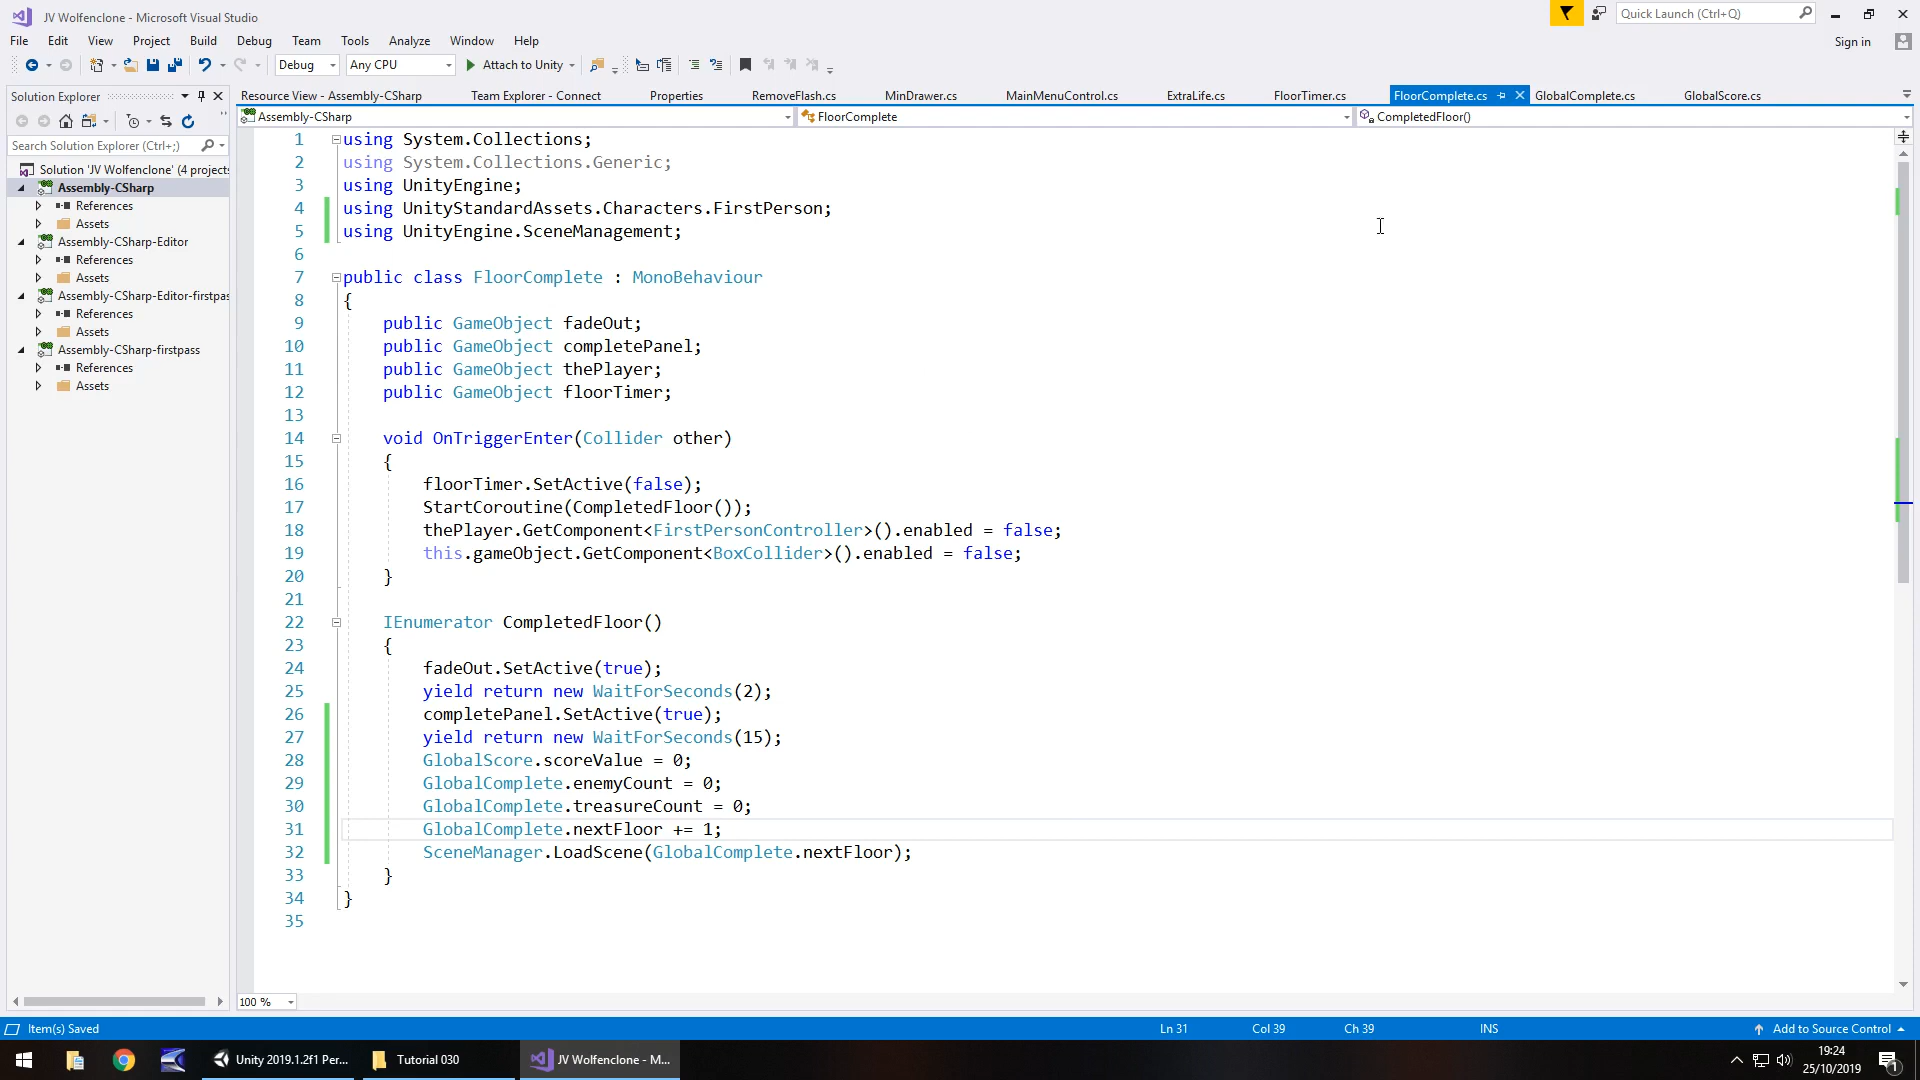 JV Wolfenclone - Microsoft Visual Studio
Quick Launch (Ctrl+Q)
File Edit View Project Build Debug Team Tools Analyze Window Help
Sign in
Debug Any CPU Attach to Unity
Solution Explorer
Resource View - Assembly-CSharp Team Explorer - Connect Properties RemoveFlash.cs MinDrawer.cs MainMenuControl.cs ExtraLife.cs FloorTimer.cs FloorComplete.cs GlobalComplete.cs GlobalScore.cs
Assembly-CSharp FloorComplete CompletedFloor()
Search Solution Explorer (Ctrl+;)
Solution 'JV Wolfenclone' (4 projects
Assembly-CSharp
References
Assets
Assembly-CSharp-Editor
References
Assets
Assembly-CSharp-Editor-firstpas
References
Assets
Assembly-CSharp-firstpass
References
Assets
1 using System.Collections;
2 using System.Collections.Generic;
3 using UnityEngine;
4 using UnityStandardAssets.Characters.FirstPerson;
5 using UnityEngine.SceneManagement;
6
7 public class FloorComplete : MonoBehaviour
8 {
9 public GameObject fadeOut;
10 public GameObject completePanel;
11 public GameObject thePlayer;
12 public GameObject floorTimer;
13
14 void OnTriggerEnter(Collider other)
15 {
16 floorTimer.SetActive(false);
17 StartCoroutine(CompletedFloor());
18 thePlayer.GetComponent<FirstPersonController>().enabled = false;
19 this.gameObject.GetComponent<BoxCollider>().enabled = false;
20 }
21
22 IEnumerator CompletedFloor()
23 {
24 fadeOut.SetActive(true);
25 yield return new WaitForSeconds(2);
26 completePanel.SetActive(true);
27 yield return new WaitForSeconds(15);
28 GlobalScore.scoreValue = 0;
29 GlobalComplete.enemyCount = 0;
30 GlobalComplete.treasureCount = 0;
31 GlobalComplete.nextFloor += 1;
32 SceneManager.LoadScene(GlobalComplete.nextFloor);
33 }
34 }
35
100 %
Item(s) Saved Ln 31 Col 39 Ch 39 INS Add to Source Control
Unity 2019.1.2f1 Per... Tutorial 030 JV Wolfenclone - M...
19:24
25/10/2019
1